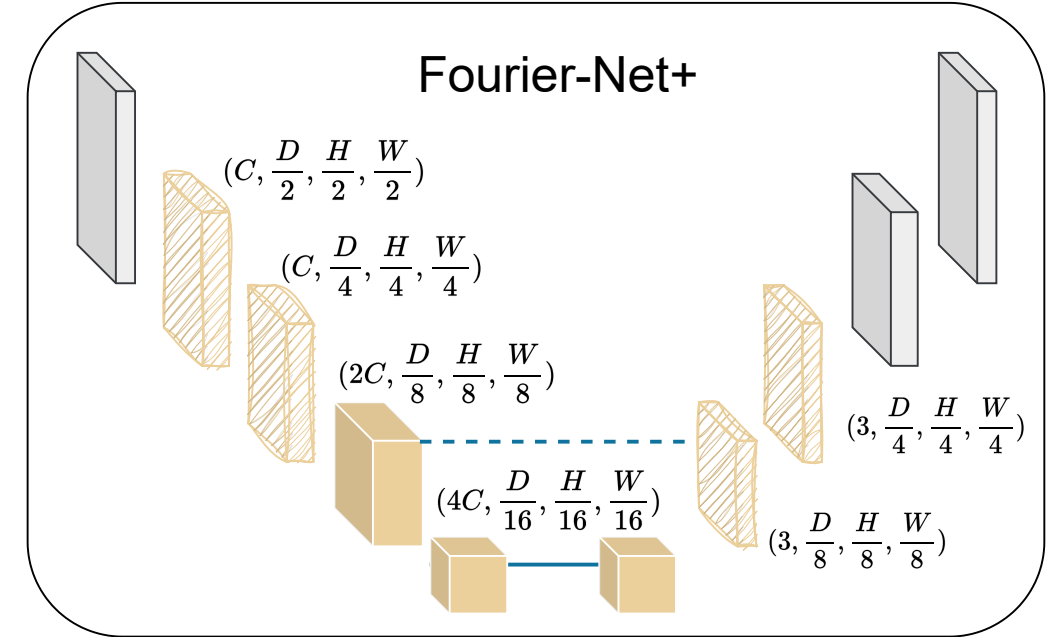 Fourier-Net+
(C, D/2, H/2, W/2)
(C, D/4, H/4, W/4)
(2C, D/8, H/8, W/8)
(3, D/4, H/4, W/4)
(4C, D/16, H/16, W/16)
(3, D/8, H/8, W/8)